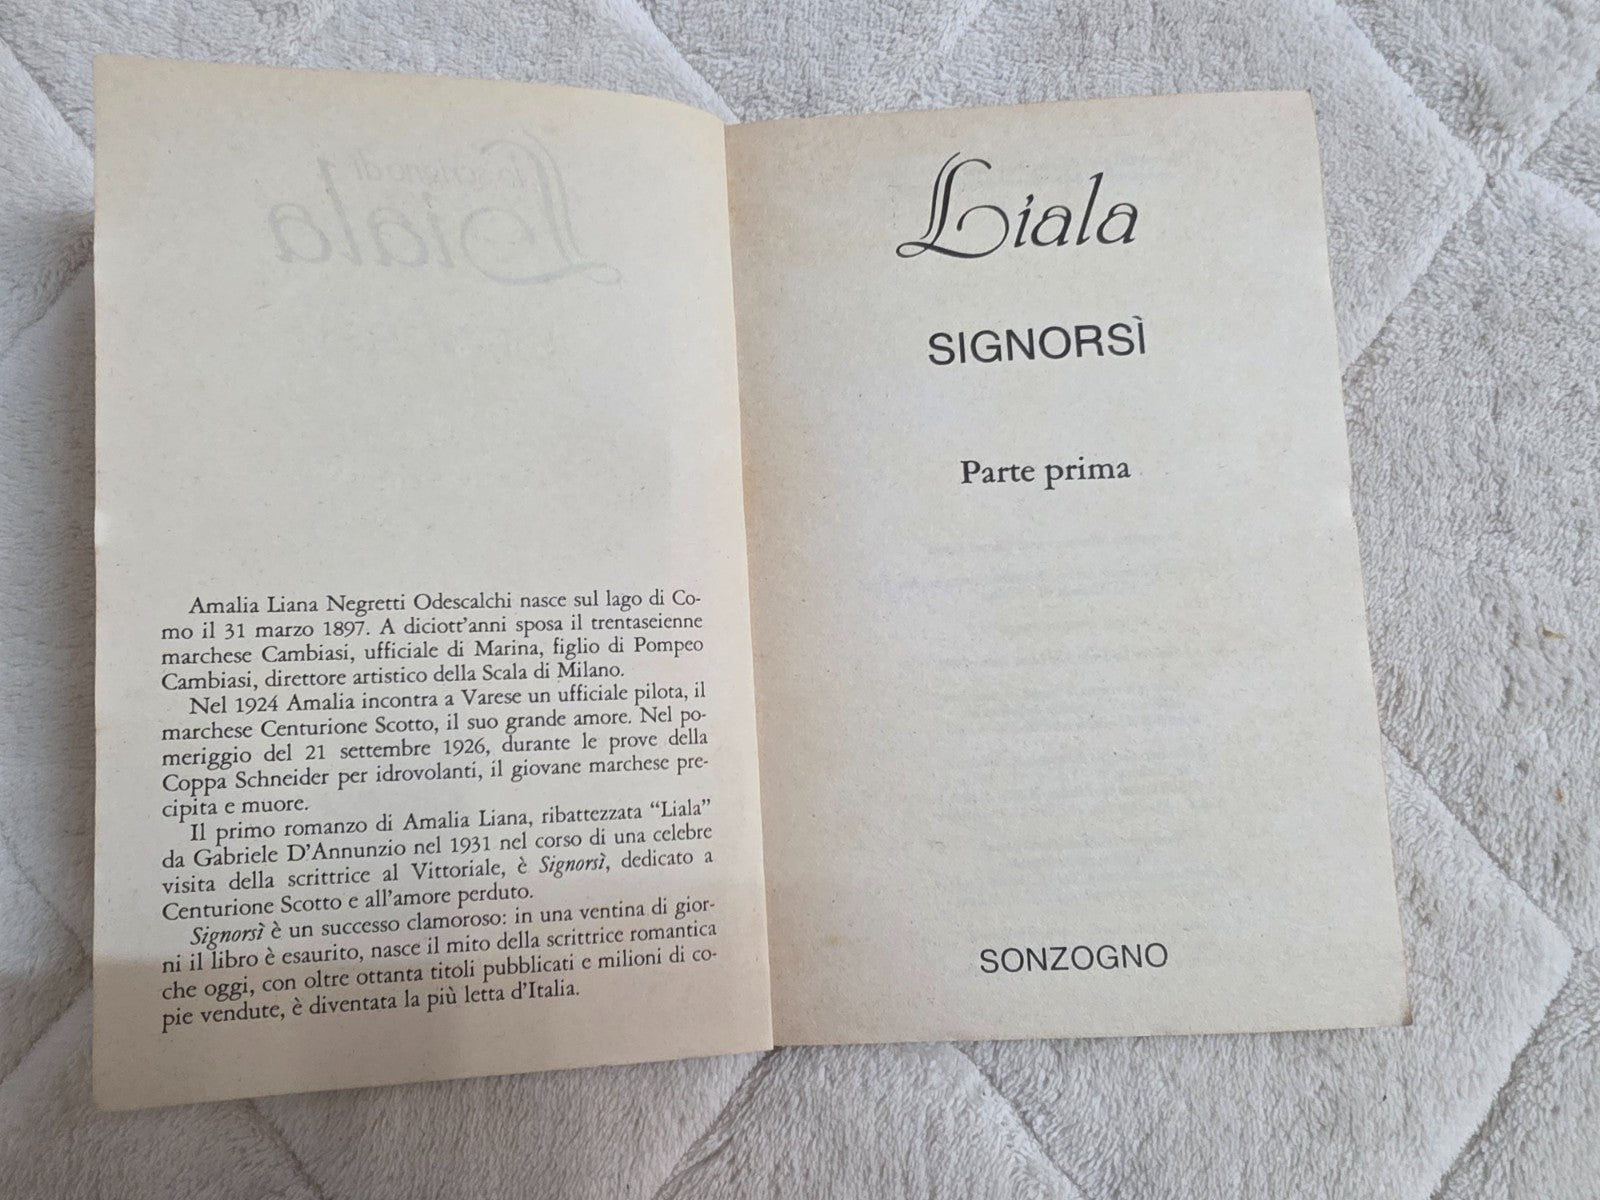 Amalia Liana Negretti Odescalchi nasce sul lago di Co-
mo il 31 marzo 1897. A diciott'anni sposa il trentaseienne
marchese Cambiasi, ufficiale di Marina, figlio di Pompeo
Cambiasi, direttore artistico della Scala di Milano.
Nel 1924 Amalia incontra a Varese un ufficiale pilota, il
marchese Centurione Scotto, il suo grande amore. Nel po-
meriggio del 21 settembre 1926, durante le prove della
Coppa Schneider per idrovolanti, il giovane marchese pre-
cipita e muore.
Il primo romanzo di Amalia Liana, ribattezzata “Liala”
da Gabriele D'Annunzio nel 1931 nel corso di una celebre
visita della scrittrice al Vittoriale, è Signorsì, dedicato a
Centurione Scotto e all'amore perduto.
Signorsì è un successo clamoroso: in una ventina di gior-
ni il libro è esaurito, nasce il mito della scrittrice romantica
che oggi, con oltre ottanta titoli pubblicati e milioni di co-
pie vendute, è diventata la più letta d'Italia.
Liala
SIGNORSÌ
Parte prima
SONZOGNO